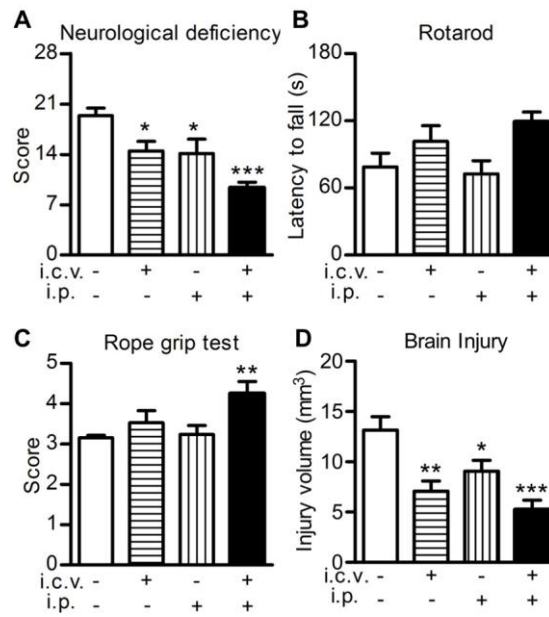 A Neurological deficiency
Score
28
21
14
7
0
*
*
***
i.c.v. - + - +
i.p. - - + +
B Rotarod
Latency to fall (s)
180
120
60
0
i.c.v. - + - +
i.p. - - + +
C Rope grip test
Score
5
4
3
2
1
0
**
i.c.v. - + - +
i.p. - - + +
D Brain Injury
Injury volume (mm³)
20
15
10
5
0
**
*
***
i.c.v. - + - +
i.p. - - + +